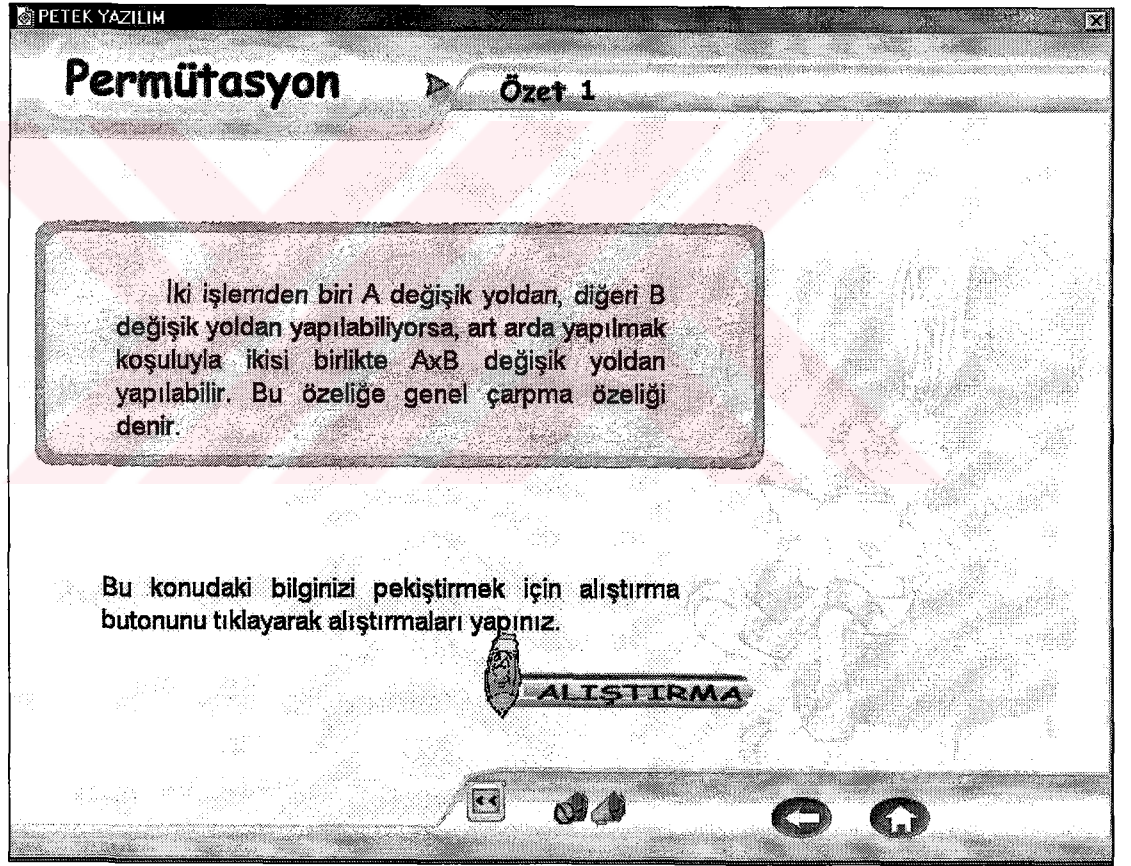 PETEK YAZILIM
Permütasyon
Özet 1
İki işlemden biri A değişik yoldan, diğeri B
değişik yoldan yapılabiliyorsa, art arda yapılmak
koşuluyla ikisi birlikte AxB değişik yoldan
yapılabilir. Bu özeliğe genel çarpma özeliği
denir.
Bu konudaki bilginizi pekiştirmek için alıştırma
butonunu tıklayarak alıştırmaları yapınız.
ALIŞTIRMA